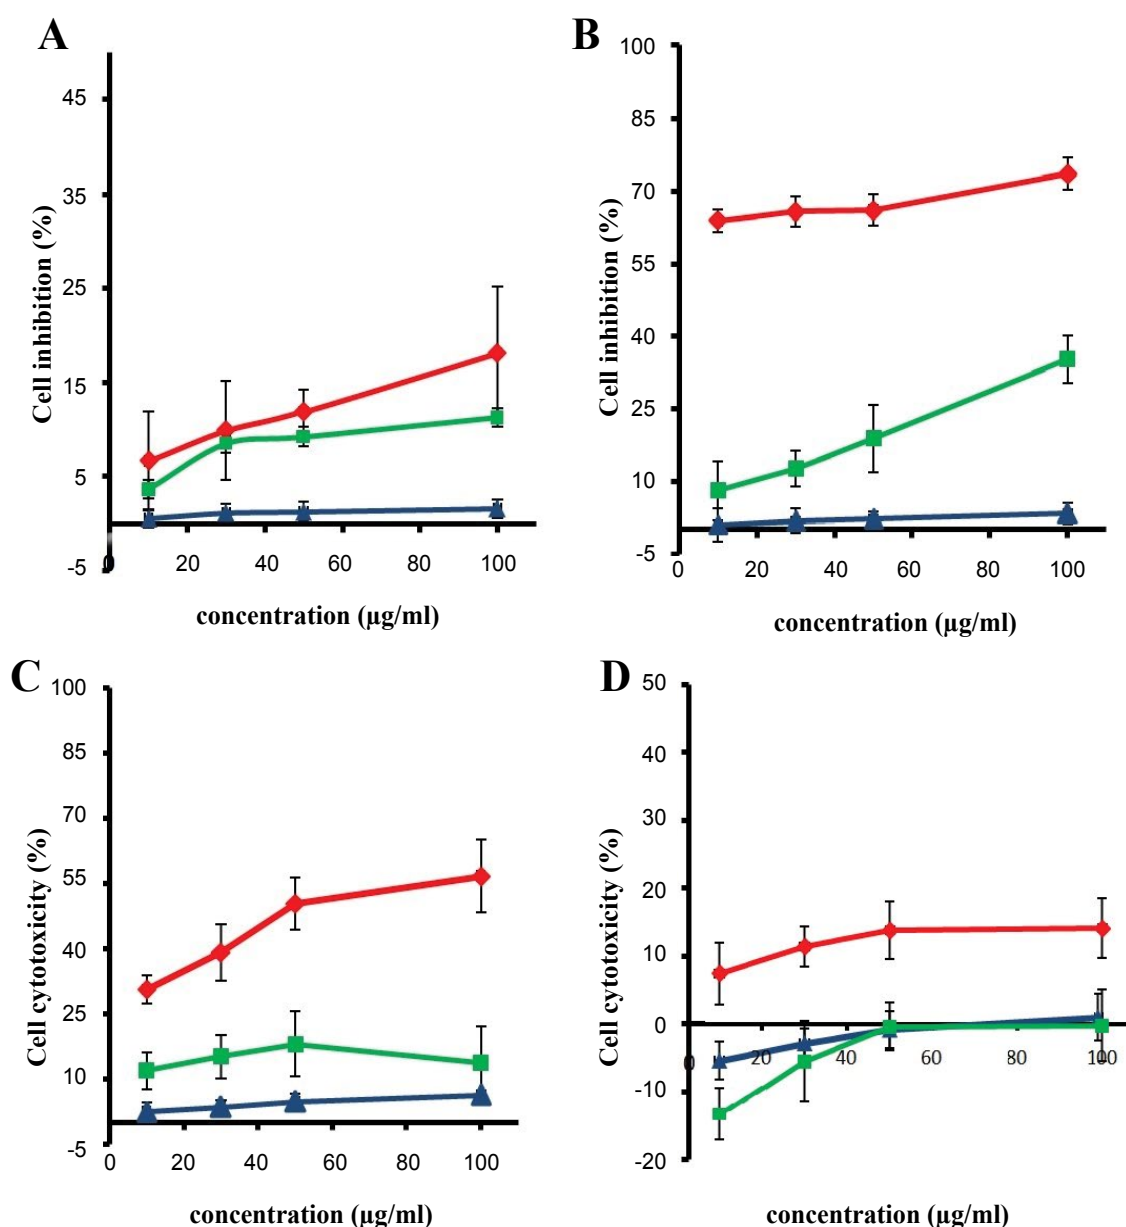 A
45
35
25
15
5
-5
Cell inhibition (%)
0 20 40 60 80 100
concentration (µg/ml)
B
100
85
70
55
40
25
10
-5
Cell inhibition (%)
0 20 40 60 80 100
concentration (µg/ml)
C
100
85
70
55
40
25
10
-5
Cell cytotoxicity (%)
0 20 40 60 80 100
concentration (µg/ml)
D
50
40
30
20
10
0
-10
-20
Cell cytotoxicity (%)
0 20 40 60 80 100
concentration (µg/ml)